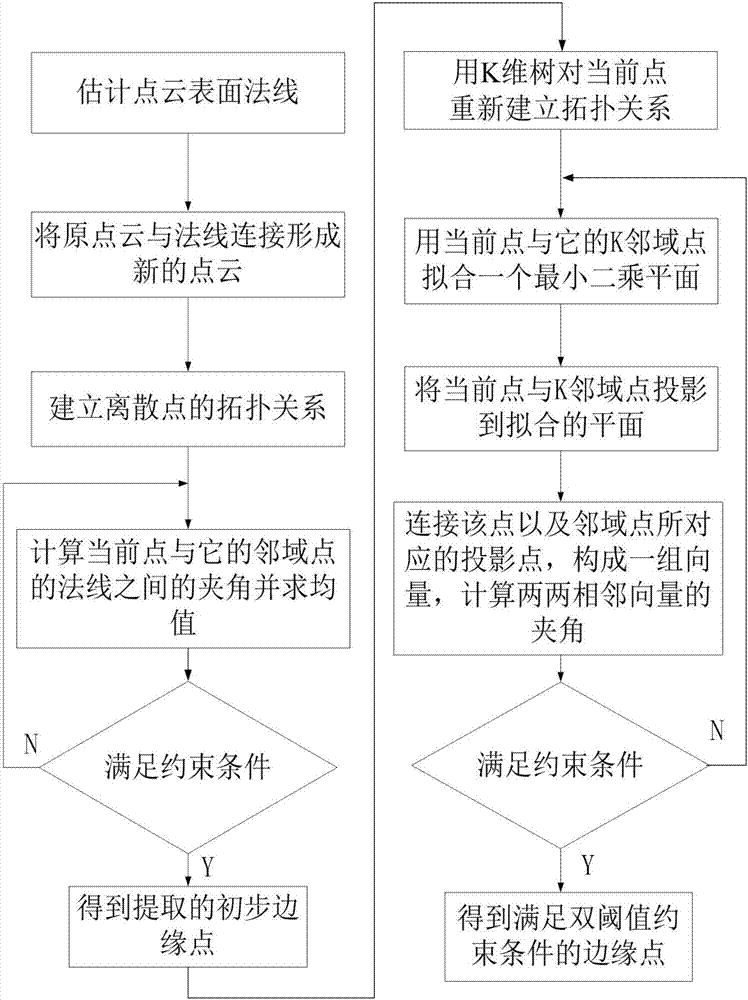 估计点云表面法线
将原点云与法线连接形成
新的点云
建立离散点的拓扑关系
计算当前点与它的邻域点
的法线之间的夹角并求均
值
满足约束条件
N
Y
得到提取的初步边
缘点
用K维树对当前点
重新建立拓扑关系
用当前点与它的K邻域点
拟合一个最小二乘平面
将当前点与K邻域点投影
到拟合的平面
连接该点以及邻域点所对
应的投影点，构成一组向
量，计算两两相邻向量的
夹角
满足约束条件
N
Y
得到满足双阈值约
束条件的边缘点